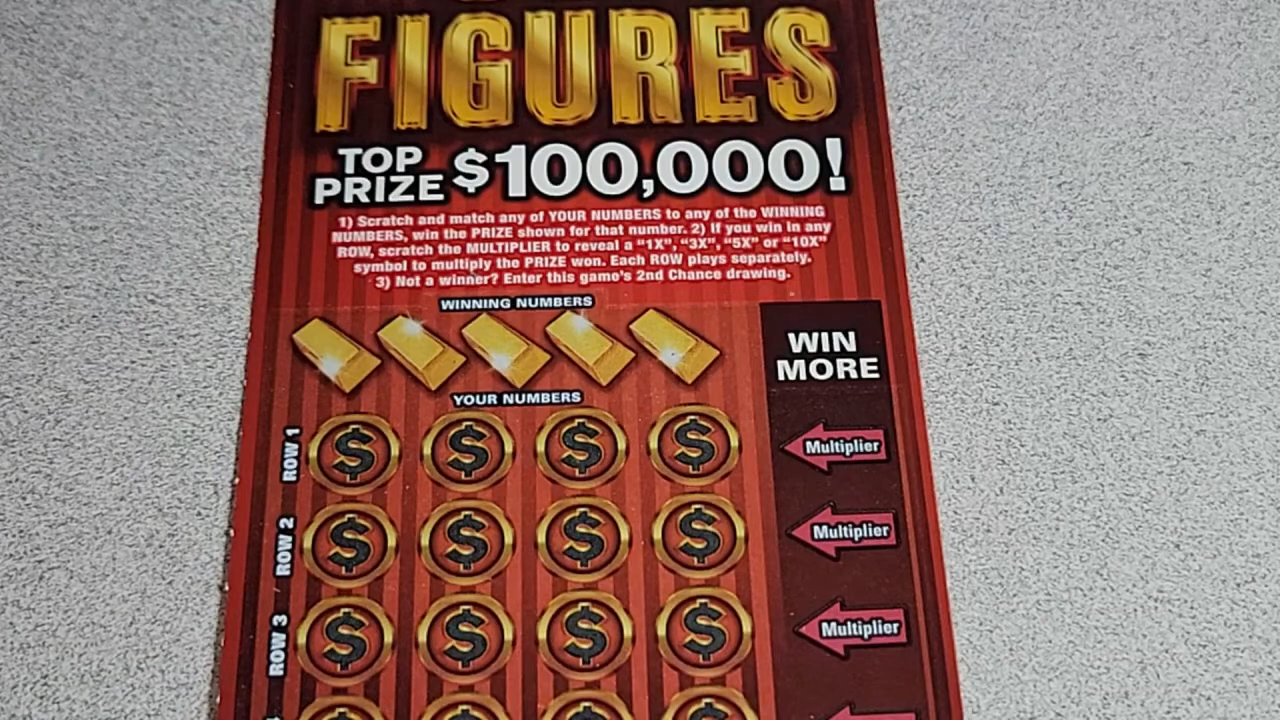 FIGURES
TOP PRIZE $100,000!
1) Scratch and match any of YOUR NUMBERS to any of the WINNING
NUMBERS, win the PRIZE shown for that number. 2) If you win in any
ROW, scratch the MULTIPLIER to reveal a "1X", "3X", "5X" or "10X"
symbol to multiply the PRIZE won. Each ROW plays separately.
3) Not a winner? Enter this game's 2nd Chance drawing.
WINNING NUMBERS
WIN
MORE
YOUR NUMBERS
ROW 1 $ $ $ $ Multiplier
ROW 2 $ $ $ $ Multiplier
ROW 3 $ $ $ $ Multiplier